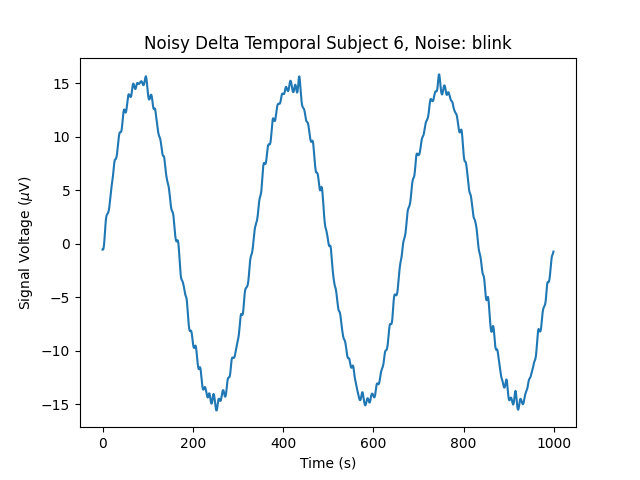 Noisy Delta Temporal Subject 6, Noise: blink
Signal Voltage (μV)
15
10
5
0
−5
−10
−15
0 200 400 600 800 1000
Time (s)